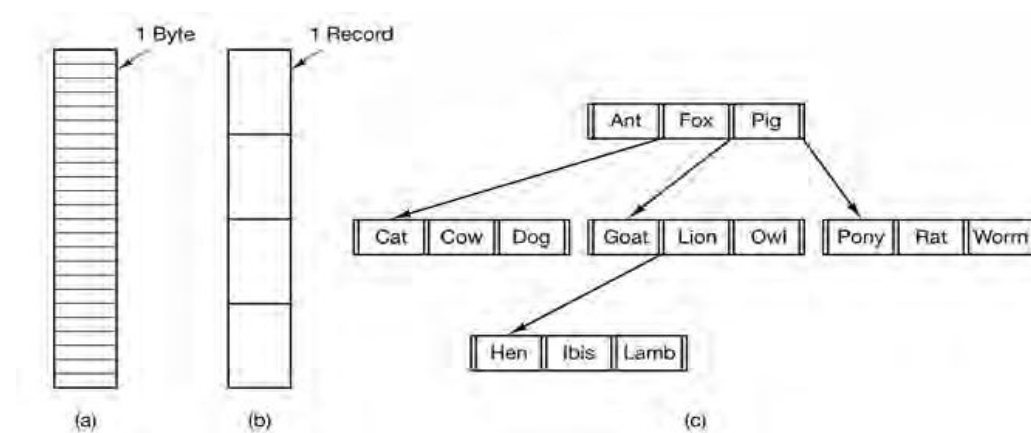 1 Byte
1 Record
Ant Fox Pig
Cat Cow Dog
Goat Lion Owl
Pony Rat Worm
Hen Ibis Lamb
(a)
(b)
(c)